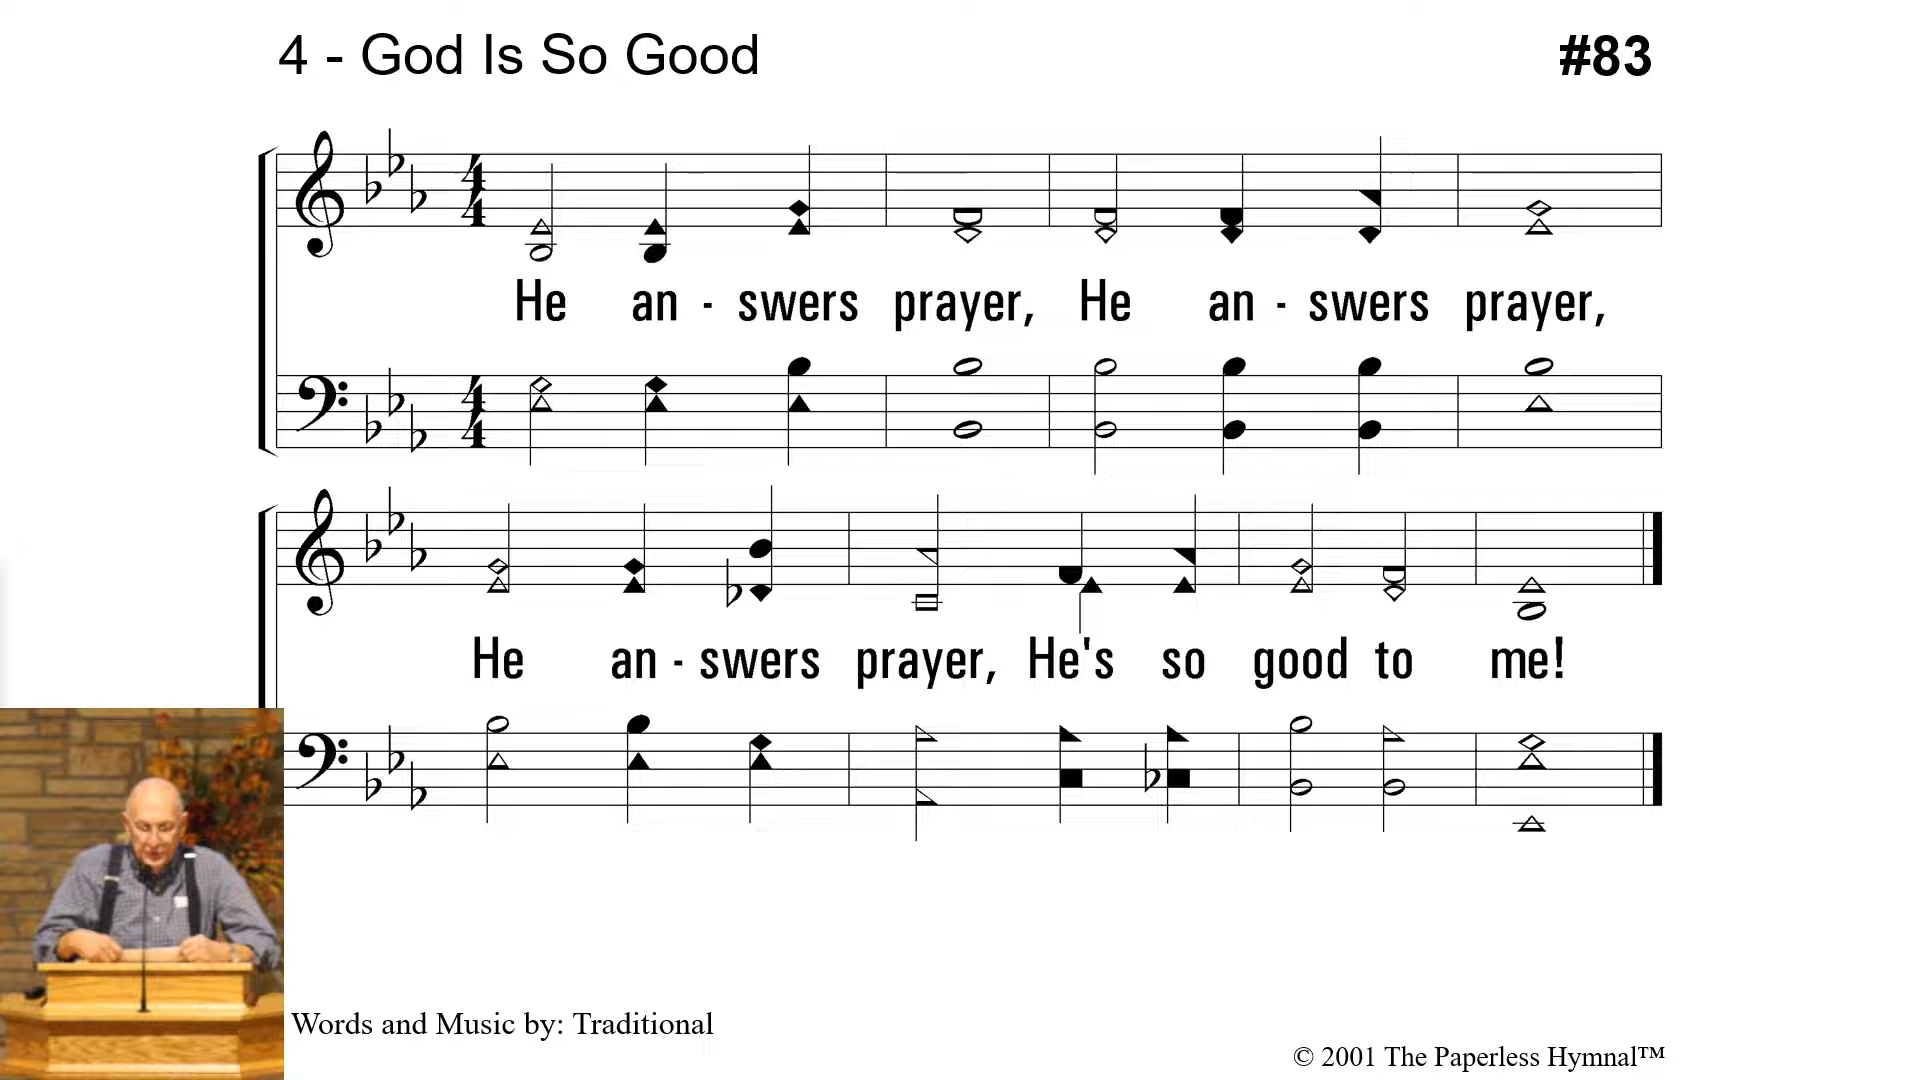 4 - God Is So Good
#83
He an - swers prayer, He an - swers prayer,
He an - swers prayer, He's so good to me!
Words and Music by: Traditional
© 2001 The Paperless Hymnal™